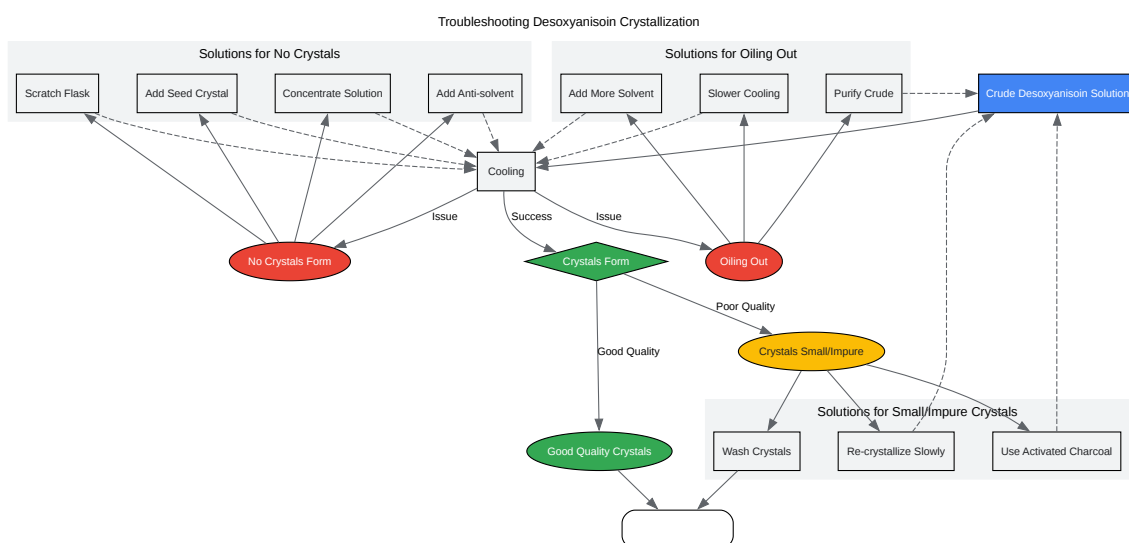 Troubleshooting Desoxyanisoin Crystallization
Solutions for No Crystals
Solutions for Oiling Out
Scratch Flask
Add Seed Crystal
Concentrate Solution
Add Anti-solvent
Add More Solvent
Slower Cooling
Purify Crude
Crude Desoxyanisoin Solution
Cooling
Issue
Success
Issue
No Crystals Form
Crystals Form
Oiling Out
Poor Quality
Good Quality
Crystals Small/Impure
Solutions for Small/Impure Crystals
Good Quality Crystals
Wash Crystals
Re-crystallize Slowly
Use Activated Charcoal